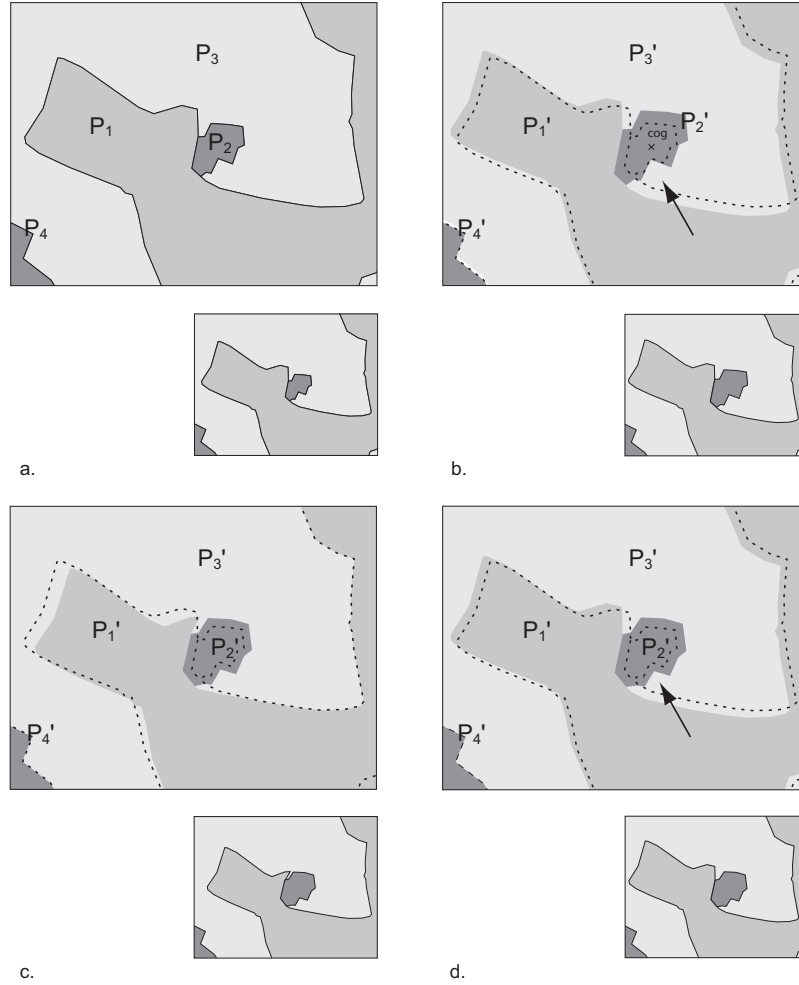 P₃
P₁
P₂
P₄
a.
P₃'
P₂'
P₁'
cog
×
P₄'
b.
P₃'
P₁'
P₂'
P₄'
c.
P₃'
P₁'
P₂'
P₄'
d.